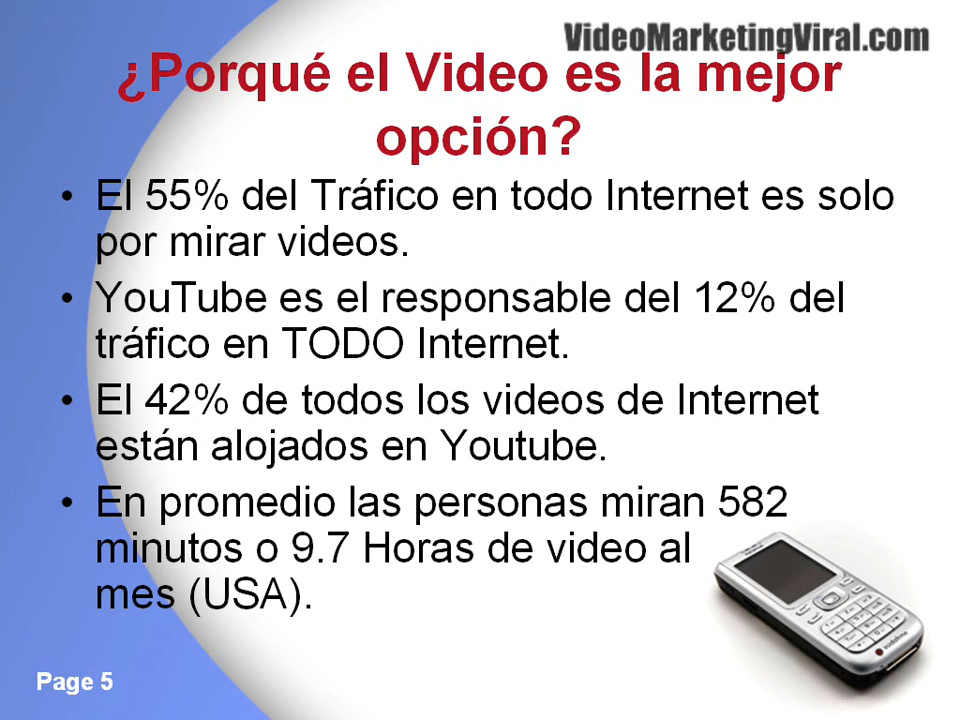 VideoMarketingViral.com
¿Porqué el Video es la mejor
opción?
• El 55% del Tráfico en todo Internet es solo
por mirar videos.
• YouTube es el responsable del 12% del
tráfico en TODO Internet.
• El 42% de todos los videos de Internet
están alojados en Youtube.
• En promedio las personas miran 582
minutos o 9.7 Horas de video al
mes (USA).
vodafone
Page 5